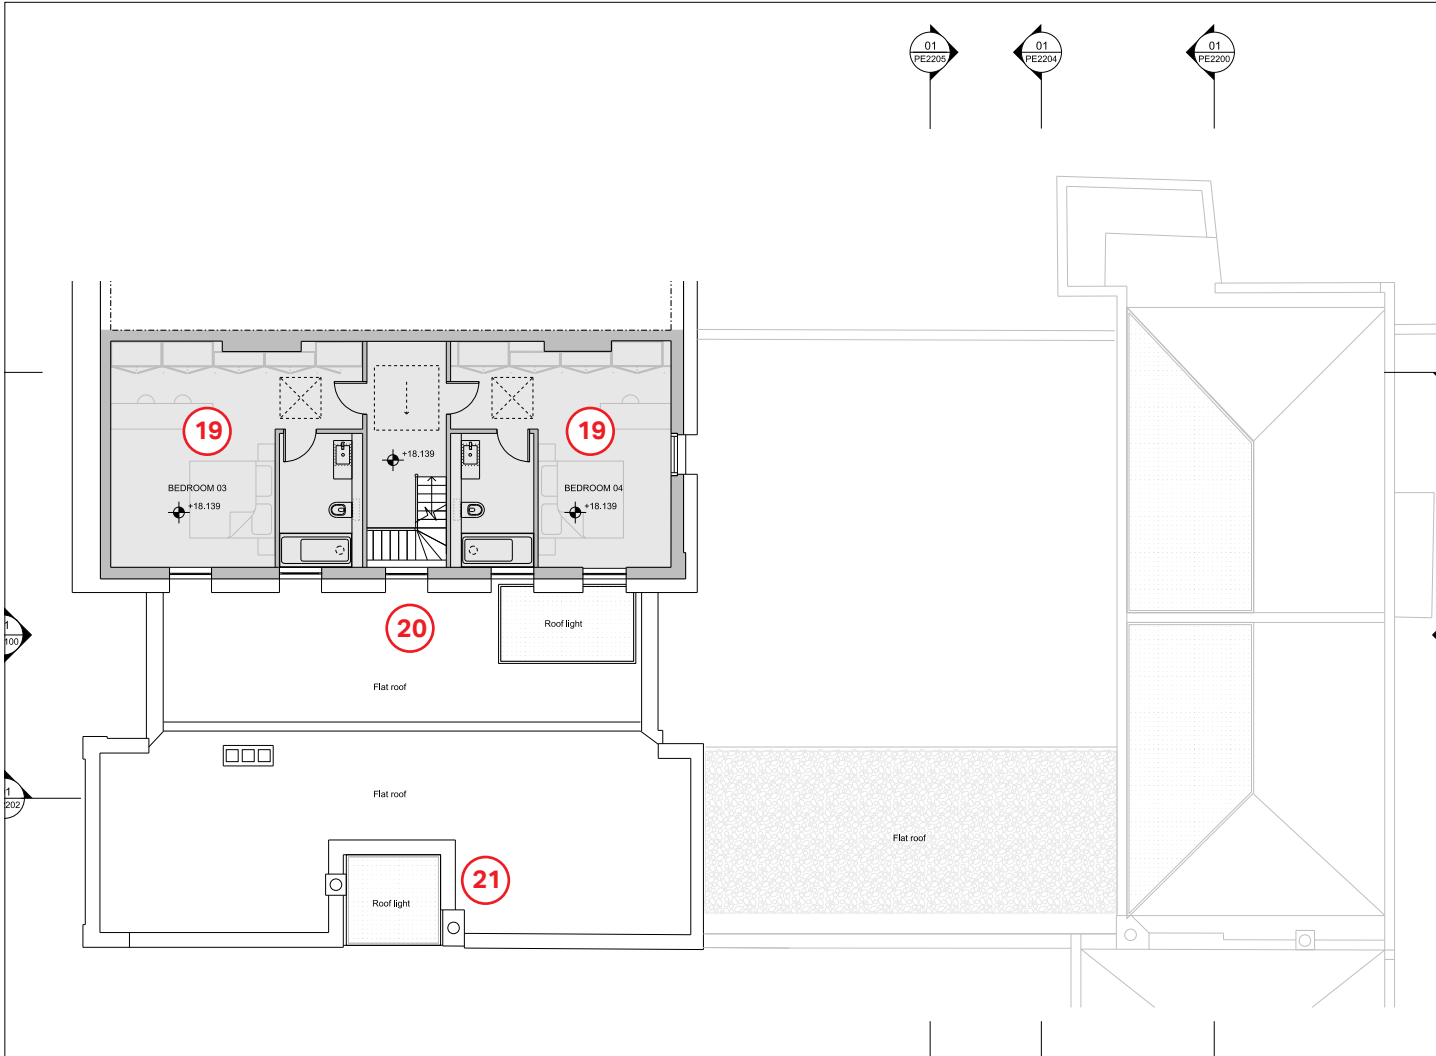 01
PE2205
01
PE2204
01
PE2200
19
19
+18.139
BEDROOM 03
+18.139
BEDROOM 04
+18.139
20
Roof light
1
100
Flat roof
Flat roof
1
202
Flat roof
21
Roof light